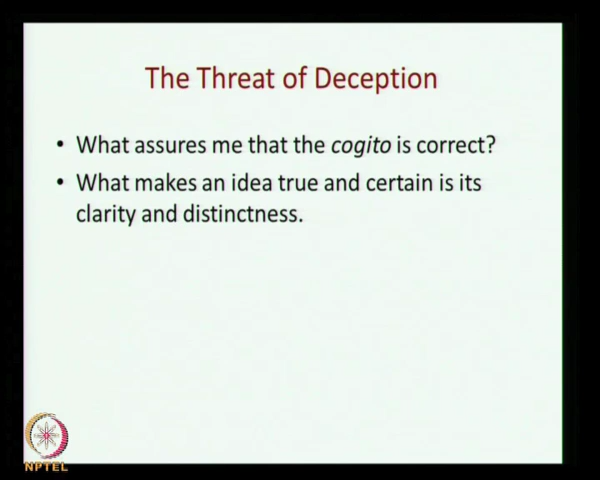 The Threat of Deception
• What assures me that the cogito is correct?
• What makes an idea true and certain is its
clarity and distinctness.
NPTEL